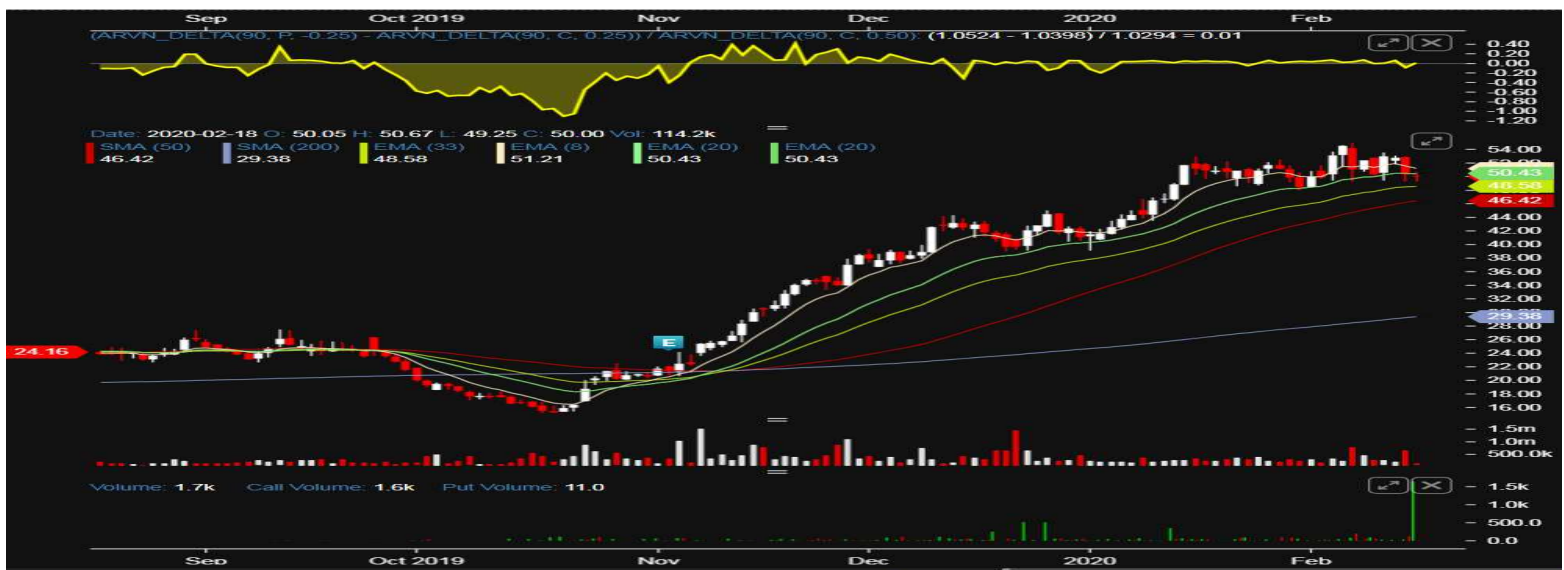 Sep Oct 2019 Nov Dec 2020 Feb
(ARVN_DELTA(90, P, -0.25) - ARVN_DELTA(90, C, 0.25)) / ARVN_DELTA(90, C, 0.50): (1.0524 - 1.0398) / 1.0294 = 0.01
0.40
0.20
0.00
-0.20
-0.40
-0.60
-0.80
-1.00
-1.20
Date: 2020-02-18 O: 50.05 H: 50.67 L: 49.25 C: 50.00 Vol: 114.2k
SMA (50) SMA (200) EMA (33) EMA (8) EMA (20) EMA (20)
46.42 29.38 48.58 51.21 50.43 50.43
54.00
50.43
48.58
46.42
44.00
42.00
40.00
38.00
36.00
34.00
32.00
30.00
29.38
28.00
26.00
24.00
22.00
20.00
18.00
16.00
24.16
E
1.5m
1.0m
500.0k
Volume: 1.7k Call Volume: 1.6k Put Volume: 11.0
1.5k
1.0k
500.0
0.0
Sep Oct 2019 Nov Dec 2020 Feb